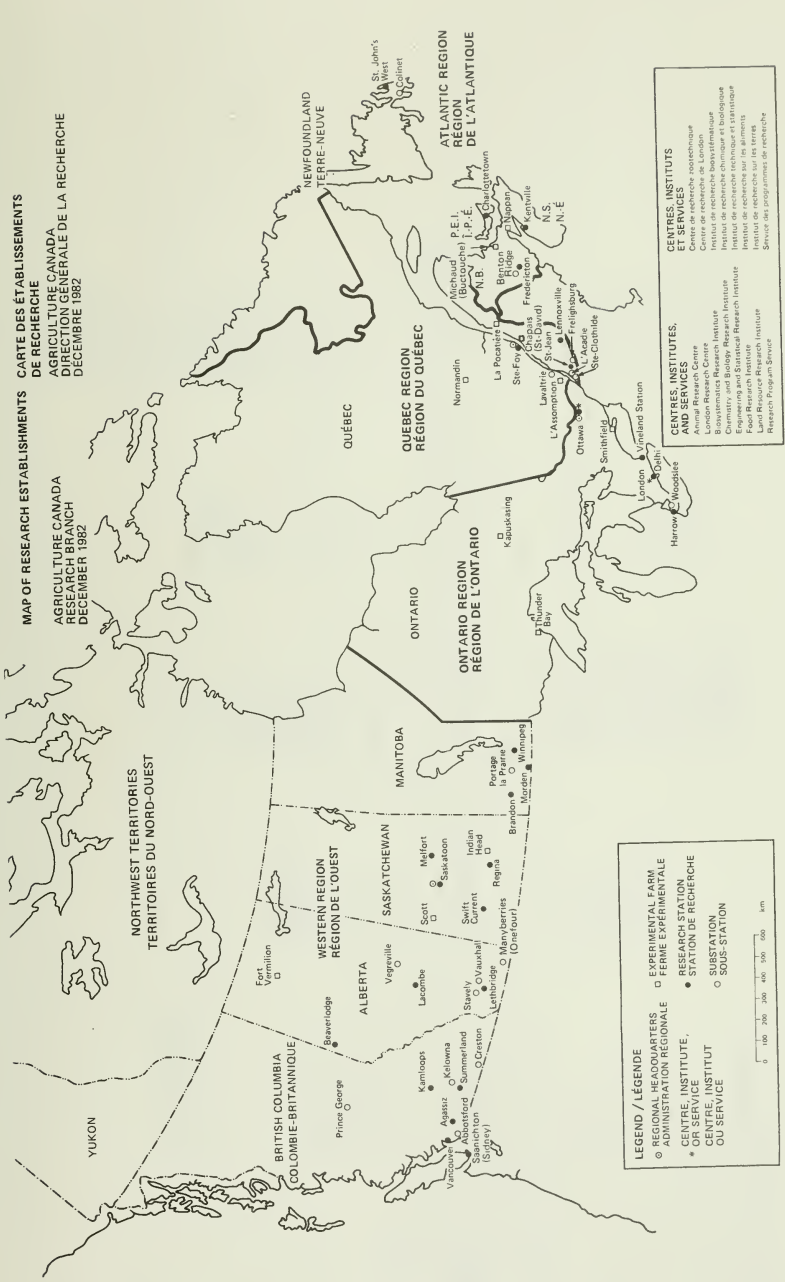 MAP OF RESEARCH ESTABLISHMENTS
AGRICULTURE CANADA
RESEARCH BRANCH
DECEMBER 1982
CARTE DES ÉTABLISSEMENTS
DE RECHERCHE
AGRICULTURE CANADA
DIRECTION GÉNÉRALE DE LA RECHERCHE
DÉCEMBRE 1982
YUKON
NORTHWEST TERRITORIES
TERRITOIRES DU NORD-OUEST
BRITISH COLUMBIA
COLOMBIE-BRITANNIQUE
Prince George
Kamloops
Kelowna
Summerland
Creston
Agassiz
Abbotsford
Vancouver
Saanichton
(Sidney)
WESTERN REGION
RÉGION DE L'OUEST
ALBERTA
Fort
Vermilion
Beaverlodge
Vegreville
Lacombe
Stavely
Vauxhall
Lethbridge
Manyberries
(Onefour)
SASKATCHEWAN
Scott
Melfort
Saskatoon
Swift
Current
Indian
Head
Regina
MANITOBA
Brandon
Portage
la Prairie
Morden
Winnipeg
ONTARIO
ONTARIO REGION
RÉGION DE L'ONTARIO
Thunder
Bay
Kapuskasing
Ottawa
Smithfield
Vineland Station
London
Delhi
Woodslee
Harrow
QUÉBEC
QUEBEC REGION
RÉGION DU QUÉBEC
Normandin
La Pocatière
Ste-Foy
Chapais
(St-David)
Lavaltrie
St-Jean
L'Assomption
Lennoxville
Frelighsburg
L'Acadie
Ste-Clothilde
NEWFOUNDLAND
TERRE-NEUVE
St. John's
West
Colinet
ATLANTIC REGION
RÉGION
DE L'ATLANTIQUE
P.E.I.
Î.-P.-É.
Charlottetown
Michaud
(Buctouche)
N.B.
Nappan
Benton
Ridge
Fredericton
Kentville
N.S.
N.-É
LEGEND / LÉGENDE
REGIONAL HEADQUARTERS
ADMINISTRATION RÉGIONALE
* CENTRE, INSTITUTE,
OR SERVICE
CENTRE, INSTITUT
OU SERVICE
EXPERIMENTAL FARM
FERME EXPÉRIMENTALE
RESEARCH STATION
STATION DE RECHERCHE
SUBSTATION
SOUS-STATION
0 100 200 300 400 500 600 km
CENTRES, INSTITUTES,
AND SERVICES
Animal Research Centre
London Research Centre
Biosystematics Research Institute
Chemistry and Biology Research Institute
Engineering and Statistical Research Institute
Food Research Institute
Land Resource Research Institute
Research Program Service
CENTRES, INSTITUTS
ET SERVICES
Centre de recherche zootechnique
Centre de recherche de London
Institut de recherche biosystématique
Institut de recherche chimique et biologique
Institut de recherche technique et statistique
Institut de recherche sur les aliments
Institut de recherche sur les terres
Service des programmes de recherche